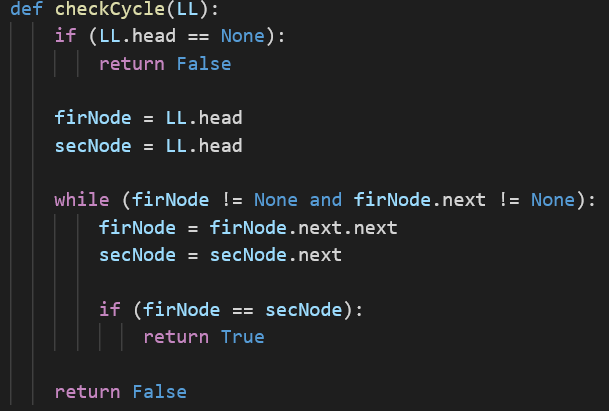 def checkCycle(LL):
    if (LL.head == None):
        return False
    firNode = LL.head
    secNode = LL.head
    while (firNode != None and firNode.next != None):
        firNode = firNode.next.next
        secNode = secNode.next
        if (firNode == secNode):
            return True
    return False